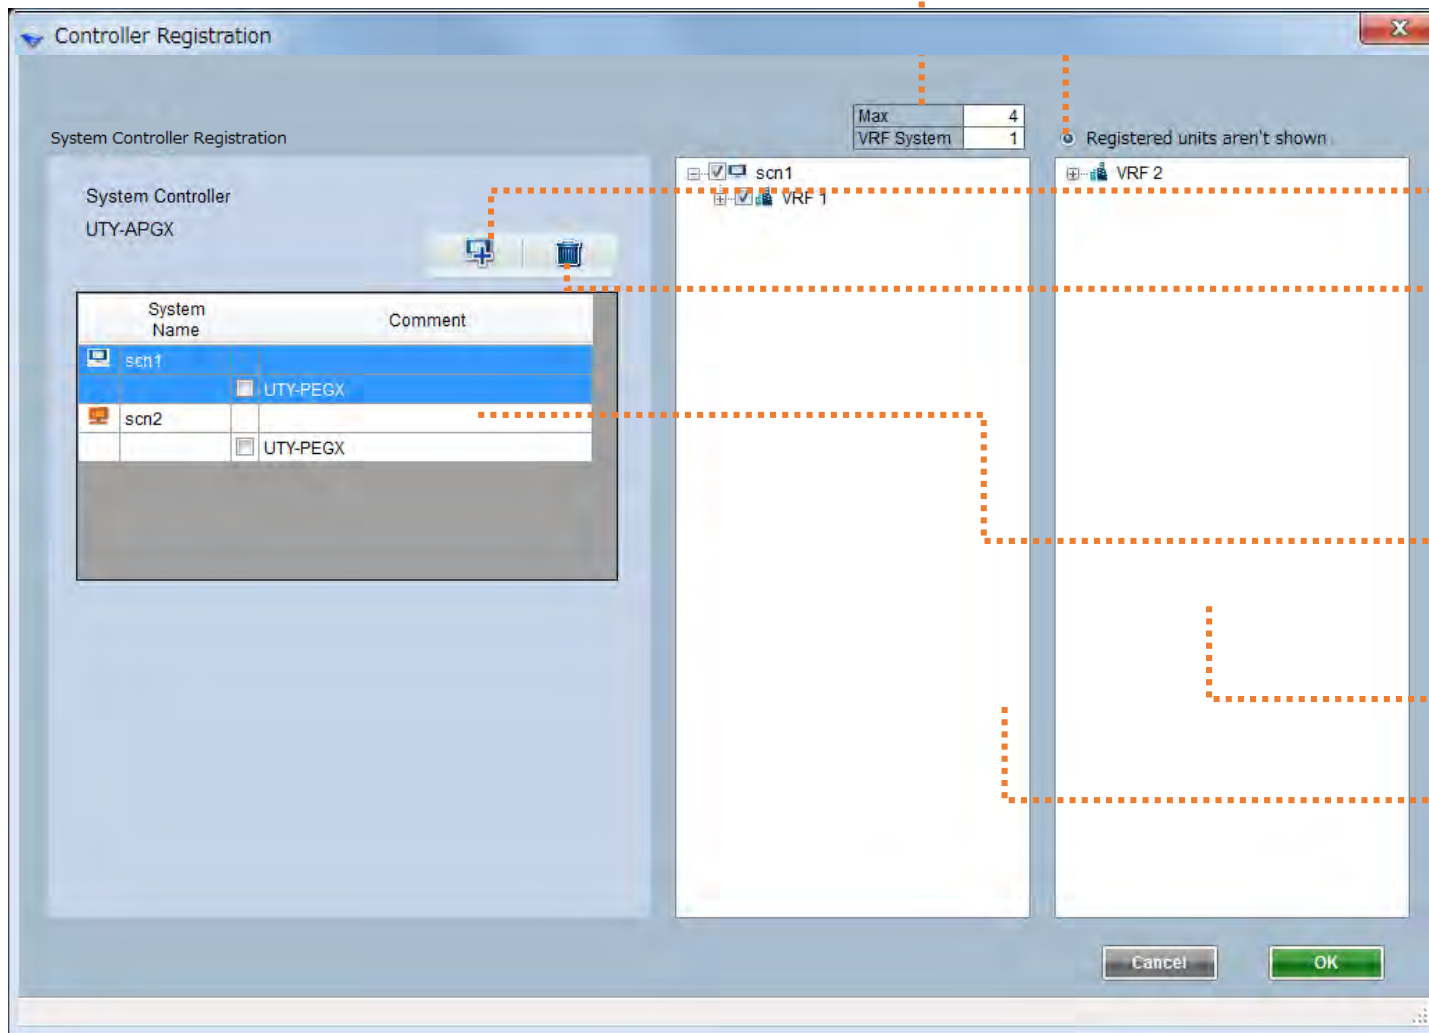 Controller Registration
X
Max 4
VRF System 1
System Controller Registration
Registered units aren't shown
System Controller
UTY-APGX
System Name Comment
scn1
UTY-PEGX
scn2
UTY-PEGX
scn1
VRF 1
VRF 2
Cancel OK